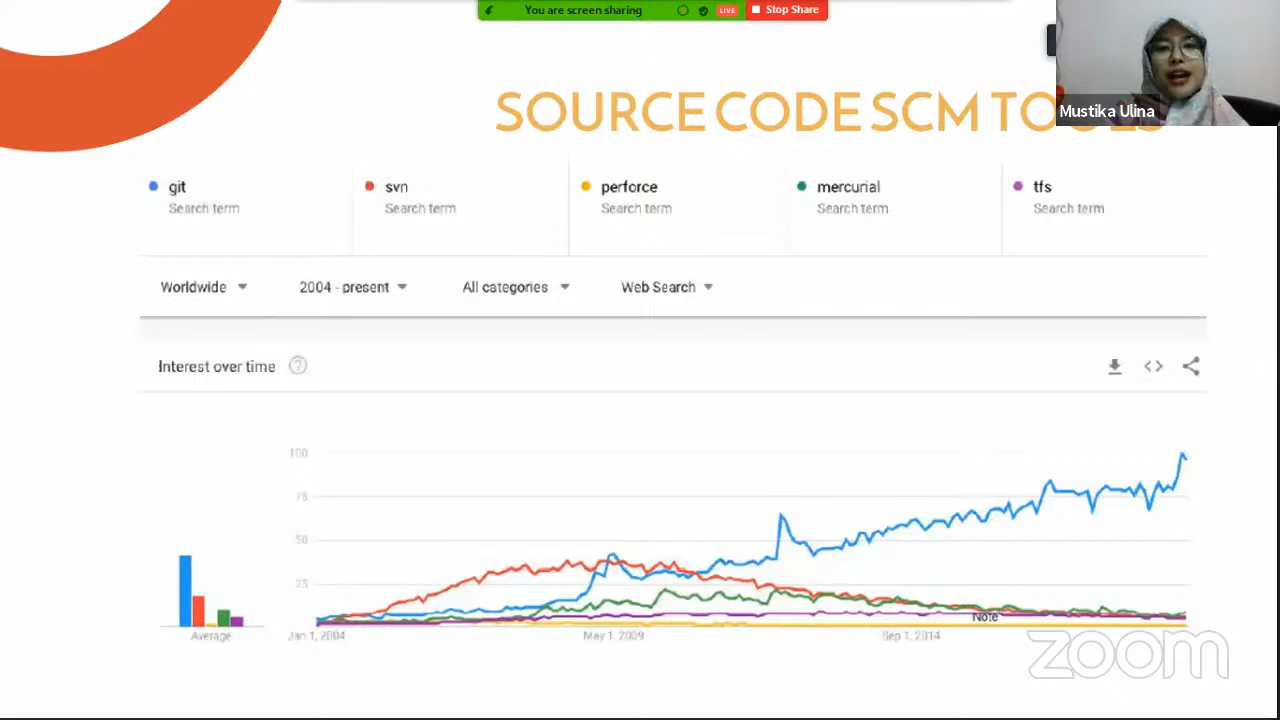 You are screen sharing LIVE Stop Share
SOURCE CODE SCM TOOLS
Mustika Ulina
git svn perforce mercurial tfs
Search term Search term Search term Search term Search term
Worldwide 2004 - present All categories Web Search
Interest over time
100
75
50
25
Note
Average Jan 1, 2004 May 1, 2009 Sep 1, 2014
zoom